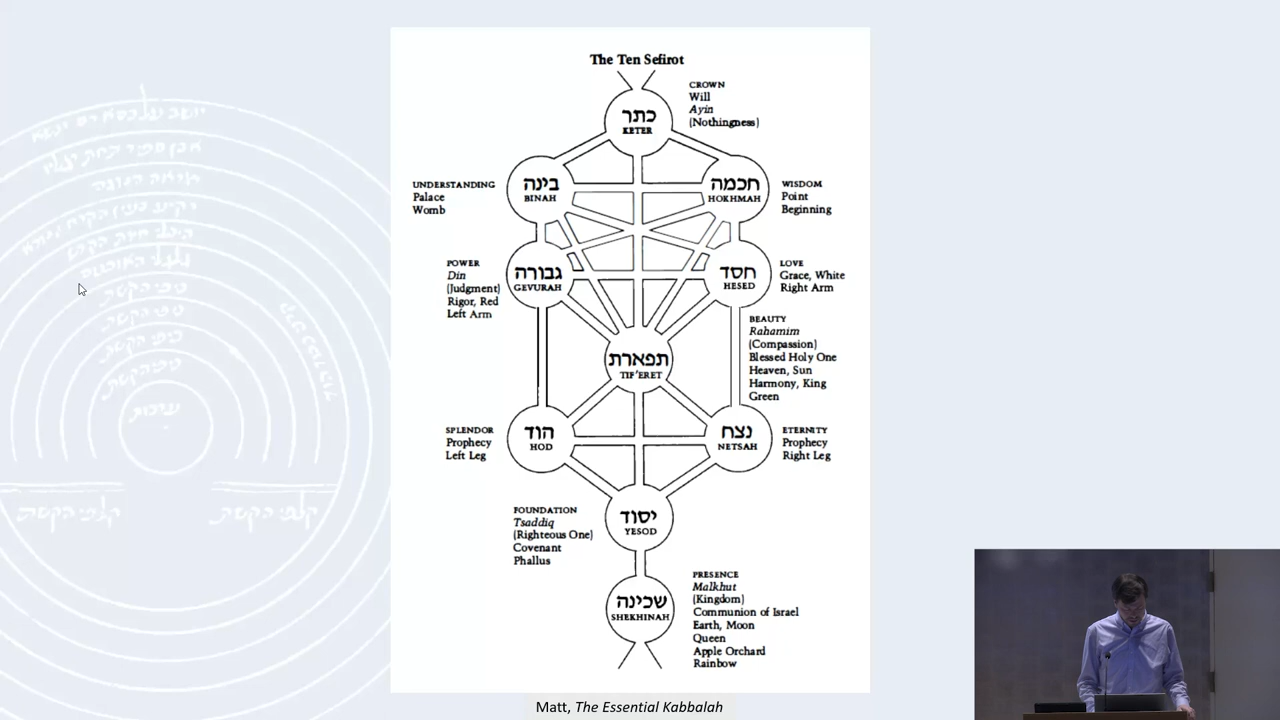 The Ten Sefirot
כתר
KETER
CROWN
Will
Ayin
(Nothingness)
בינה
BINAH
UNDERSTANDING
Palace
Womb
חכמה
HOKHMAH
WISDOM
Point
Beginning
גבורה
GEVURAH
POWER
Din
(Judgment)
Rigor, Red
Left Arm
חסד
HESED
LOVE
Grace, White
Right Arm
תפארת
TIF'ERET
BEAUTY
Rahamim
(Compassion)
Blessed Holy One
Heaven, Sun
Harmony, King
Green
הוד
HOD
SPLENDOR
Prophecy
Left Leg
נצח
NETSAH
ETERNITY
Prophecy
Right Leg
יסוד
YESOD
FOUNDATION
Tsaddiq
(Righteous One)
Covenant
Phallus
שכינה
SHEKHINAH
PRESENCE
Malkhut
(Kingdom)
Communion of Israel
Earth, Moon
Queen
Apple Orchard
Rainbow
Matt, The Essential Kabbalah